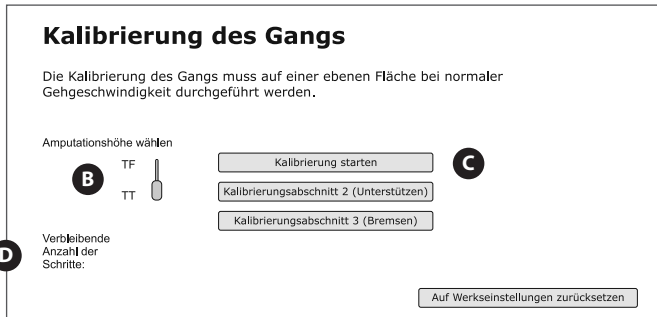 Kalibrierung des Gangs
Die Kalibrierung des Gangs muss auf einer ebenen Fläche bei normaler
Gehgeschwindigkeit durchgeführt werden.
Amputationshöhe wählen
B
TF
TT
Kalibrierung starten
C
Kalibrierungsabschnitt 2 (Unterstützen)
Kalibrierungsabschnitt 3 (Bremsen)
D
Verbleibende
Anzahl der
Schritte:
Auf Werkseinstellungen zurücksetzen